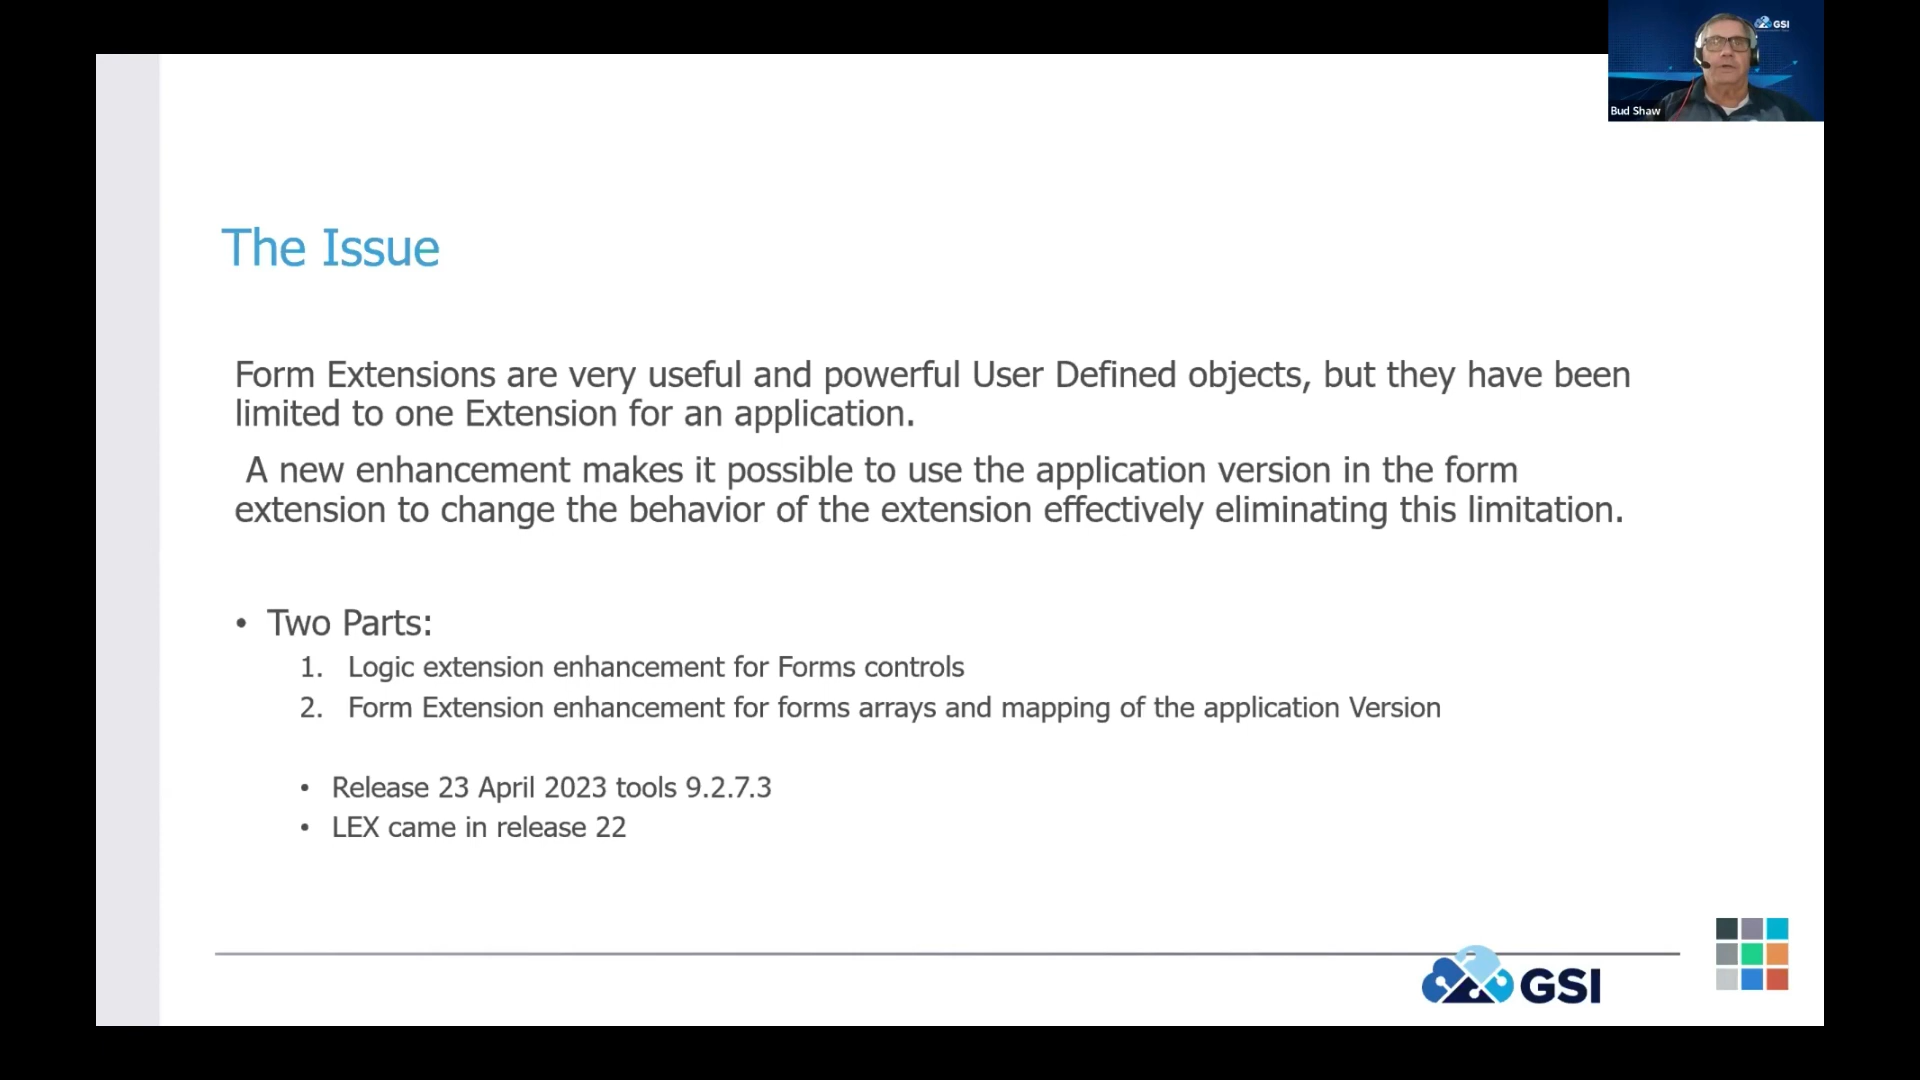 GSI
Bud Shaw
The Issue
Form Extensions are very useful and powerful User Defined objects, but they have been
limited to one Extension for an application.
A new enhancement makes it possible to use the application version in the form
extension to change the behavior of the extension effectively eliminating this limitation.
• Two Parts:
1. Logic extension enhancement for Forms controls
2. Form Extension enhancement for forms arrays and mapping of the application Version
• Release 23 April 2023 tools 9.2.7.3
• LEX came in release 22
GSI